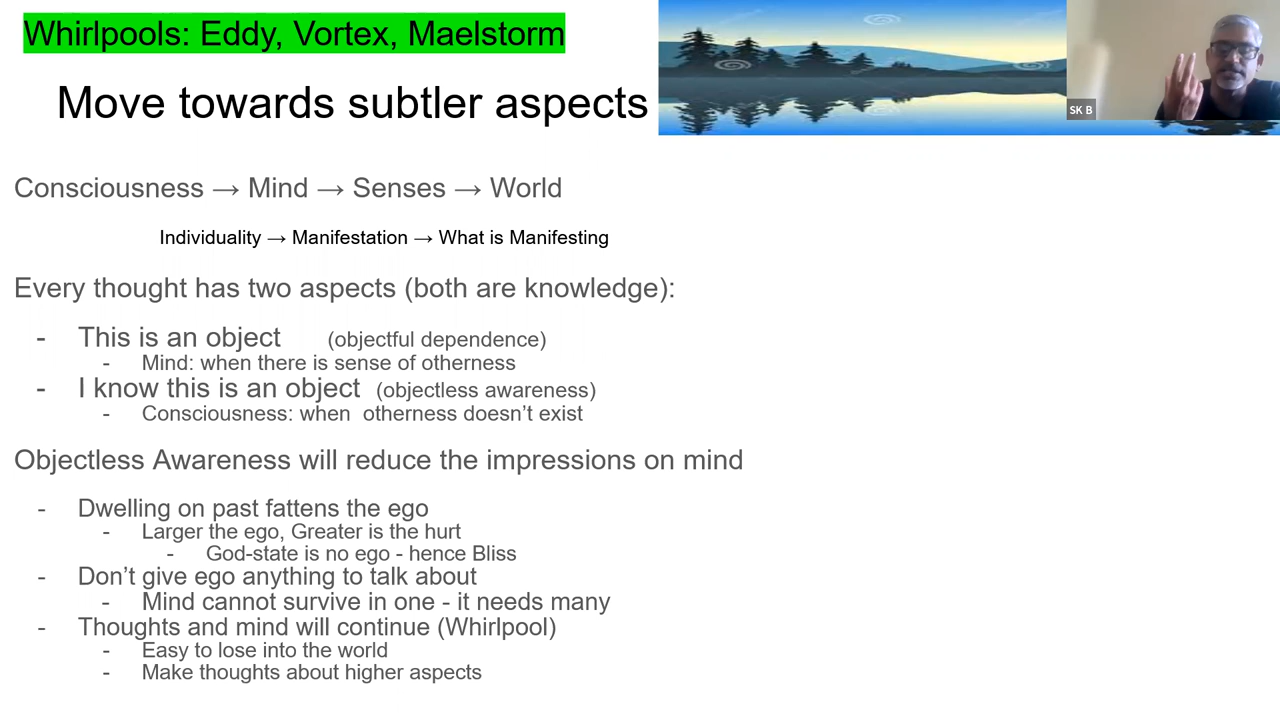 Whirlpools: Eddy, Vortex, Maelstorm
Move towards subtler aspects
SK B
Consciousness → Mind → Senses → World
Individuality → Manifestation → What is Manifesting
Every thought has two aspects (both are knowledge):
- This is an object (objectful dependence)
- Mind: when there is sense of otherness
- I know this is an object (objectless awareness)
- Consciousness: when otherness doesn't exist
Objectless Awareness will reduce the impressions on mind
- Dwelling on past fattens the ego
- Larger the ego, Greater is the hurt
- God-state is no ego - hence Bliss
- Don't give ego anything to talk about
- Mind cannot survive in one - it needs many
- Thoughts and mind will continue (Whirlpool)
- Easy to lose into the world
- Make thoughts about higher aspects